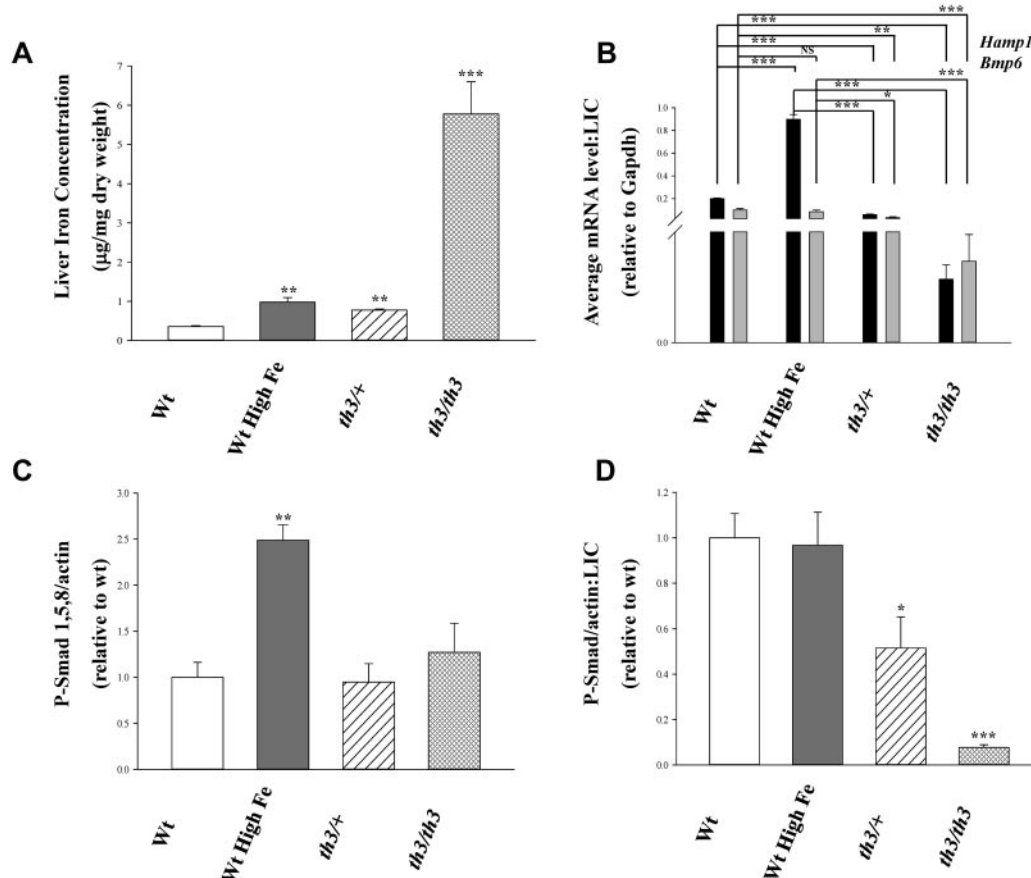 A
Liver Iron Concentration
(µg/mg dry weight)
7
6
5
4
3
2
1
0
**
**
***
Wt
Wt High Fe
th3/+
th3/th3
B
***
***
**
***
NS
***
Hamp1
Bmp6
***
***
*
***
Average mRNA level:LIC
(relative to Gapdh)
1.0
0.8
0.6
0.4
0.2
0.0
Wt
Wt High Fe
th3/+
th3/th3
C
P-Smad 1,5,8/actin
(relative to wt)
3.0
2.5
2.0
1.5
1.0
0.5
0.0
**
Wt
Wt High Fe
th3/+
th3/th3
D
P-Smad/actin:LIC
(relative to wt)
1.2
1.0
0.8
0.6
0.4
0.2
0.0
*
***
Wt
Wt High Fe
th3/+
th3/th3